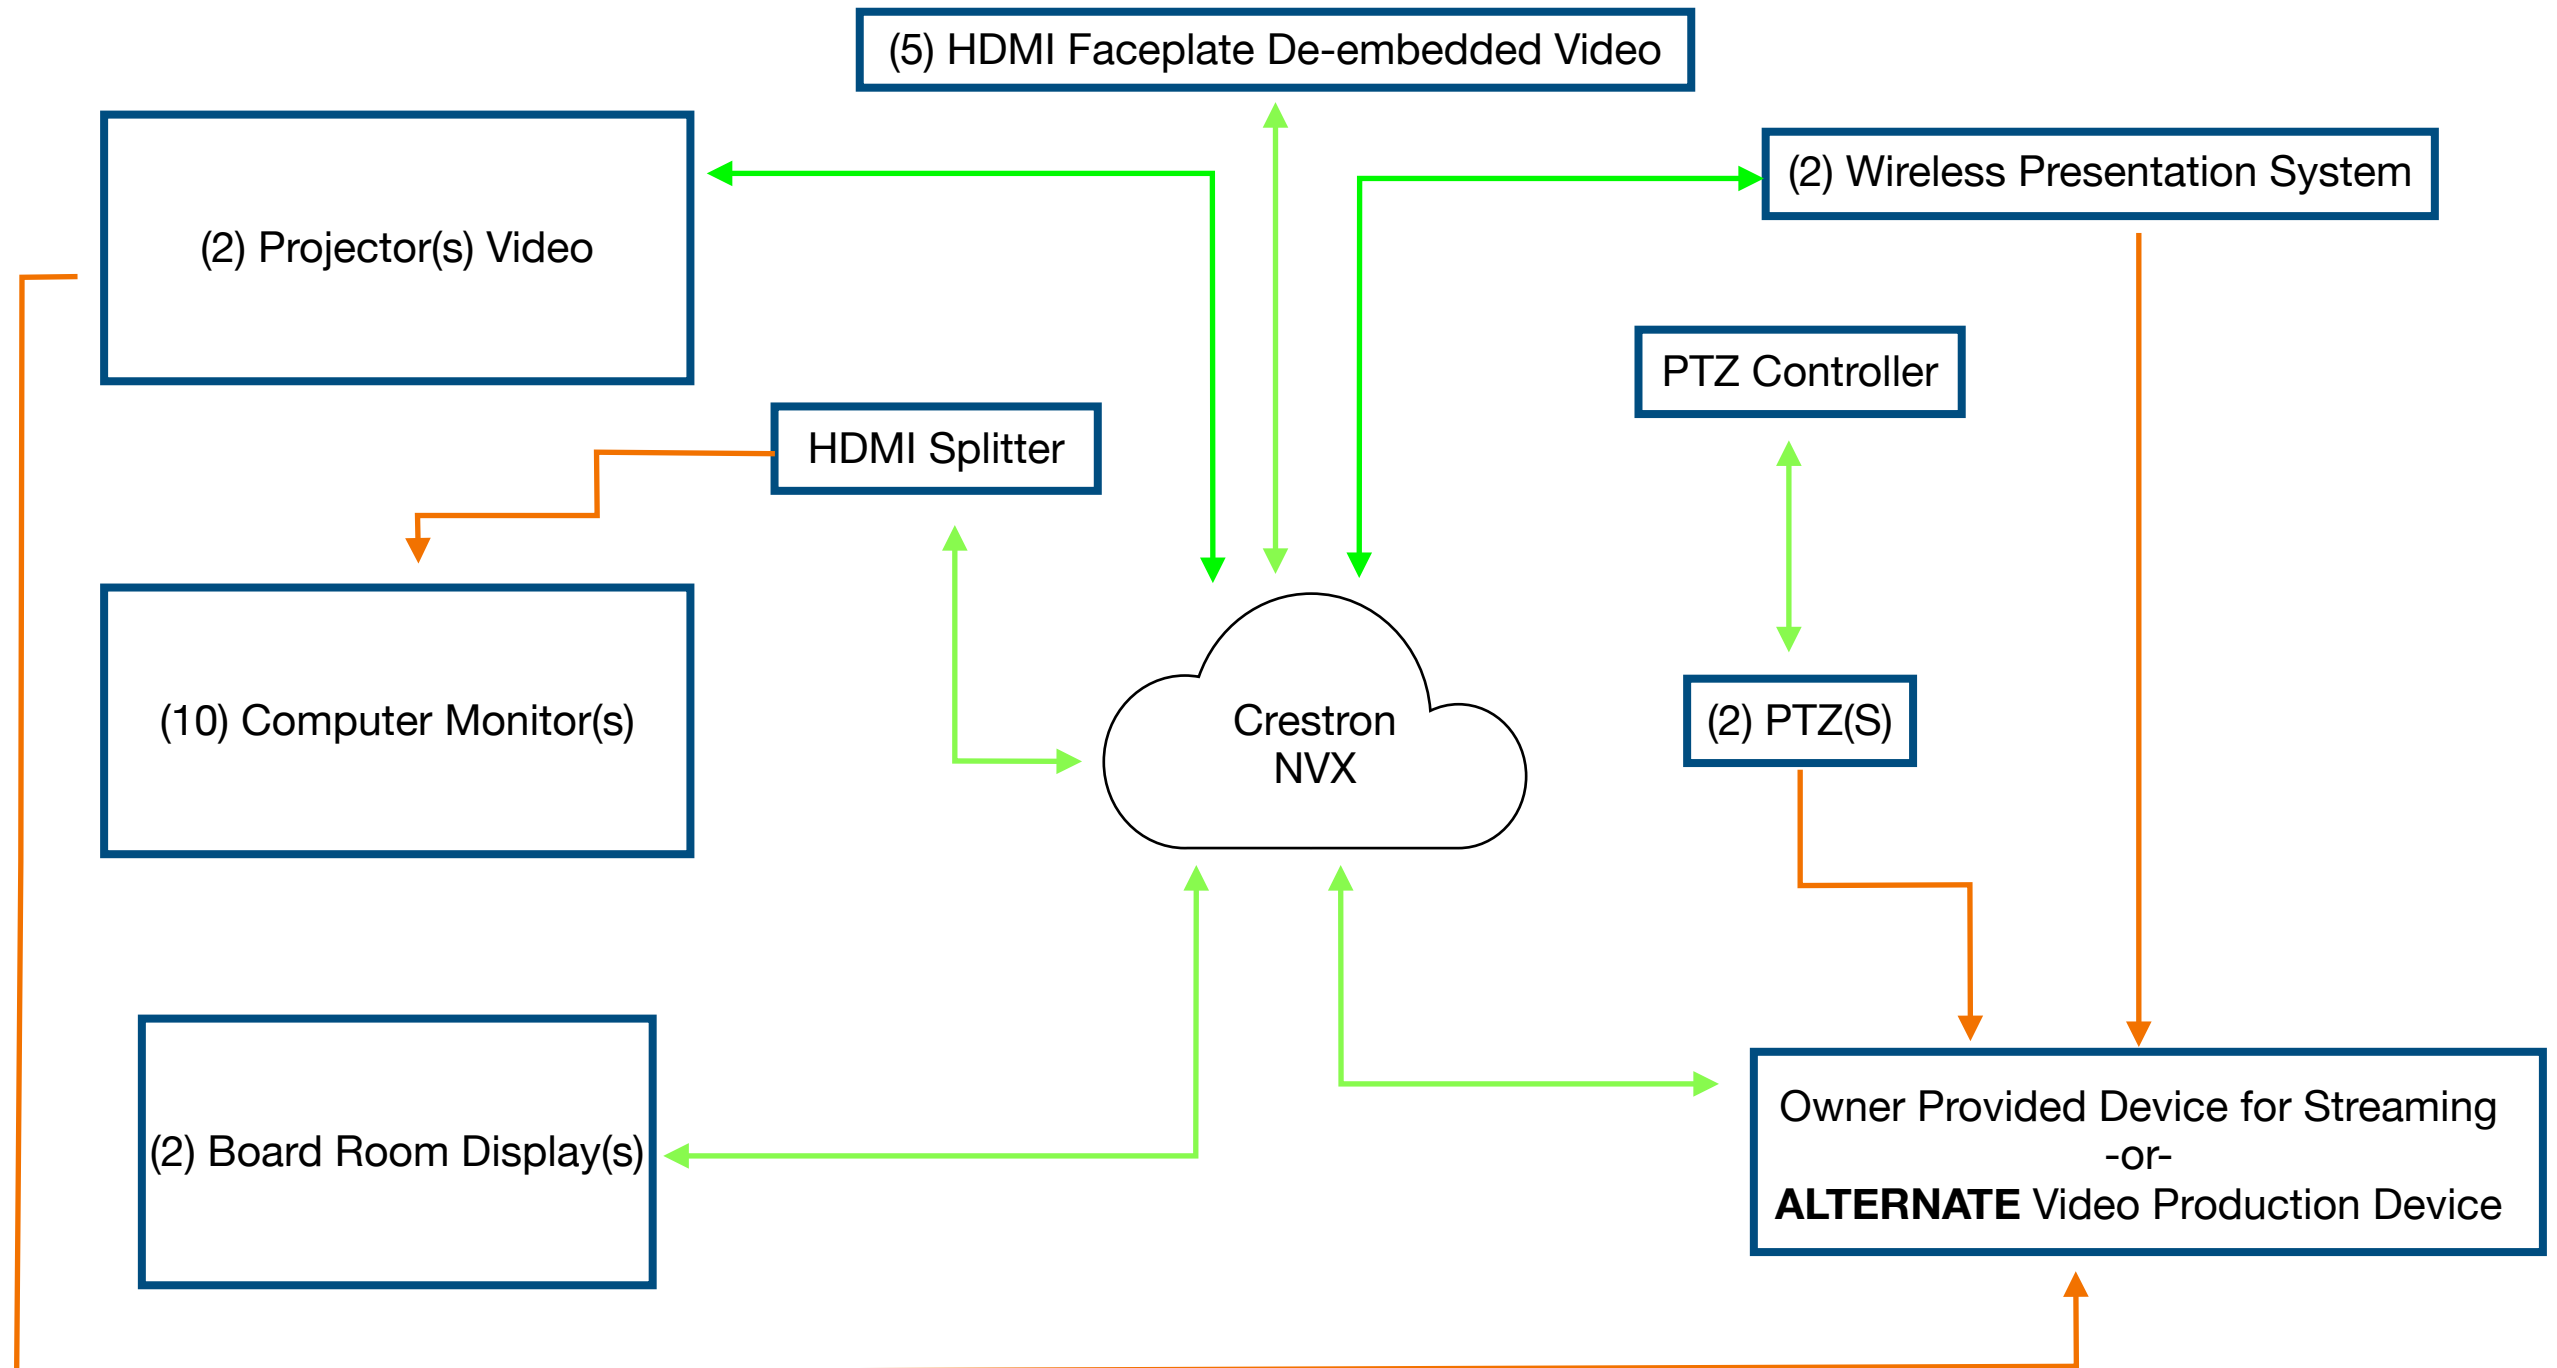 (5) HDMI Faceplate De-embedded Video
(2) Projector(s) Video
(2) Wireless Presentation System
PTZ Controller
HDMI Splitter
(10) Computer Monitor(s)
Crestron
NVX
(2) PTZ(S)
(2) Board Room Display(s)
Owner Provided Device for Streaming
-or-
ALTERNATE Video Production Device